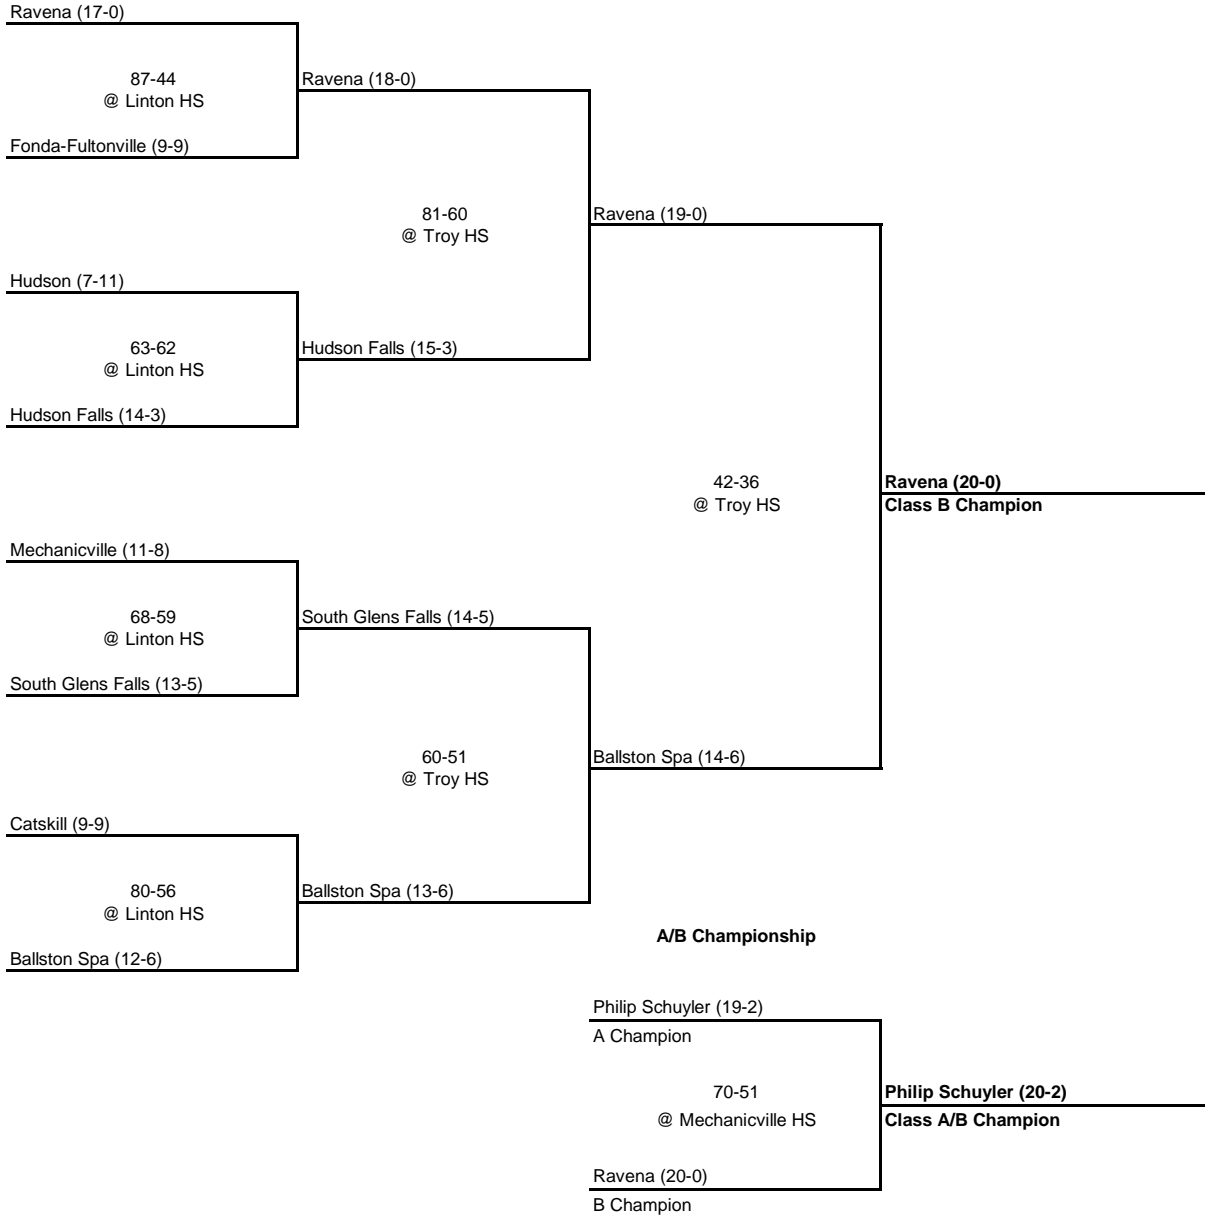 Ravena (17-0)
87-44
@ Linton HS
Ravena (18-0)
Fonda-Fultonville (9-9)
81-60
@ Troy HS
Ravena (19-0)
Hudson (7-11)
63-62
@ Linton HS
Hudson Falls (15-3)
Hudson Falls (14-3)
42-36
@ Troy HS
Ravena (20-0)
Class B Champion
Mechanicville (11-8)
68-59
@ Linton HS
South Glens Falls (14-5)
South Glens Falls (13-5)
60-51
@ Troy HS
Ballston Spa (14-6)
Catskill (9-9)
80-56
@ Linton HS
Ballston Spa (13-6)
Ballston Spa (12-6)
A/B Championship
Philip Schuyler (19-2)
A Champion
70-51
@ Mechanicville HS
Philip Schuyler (20-2)
Class A/B Champion
Ravena (20-0)
B Champion